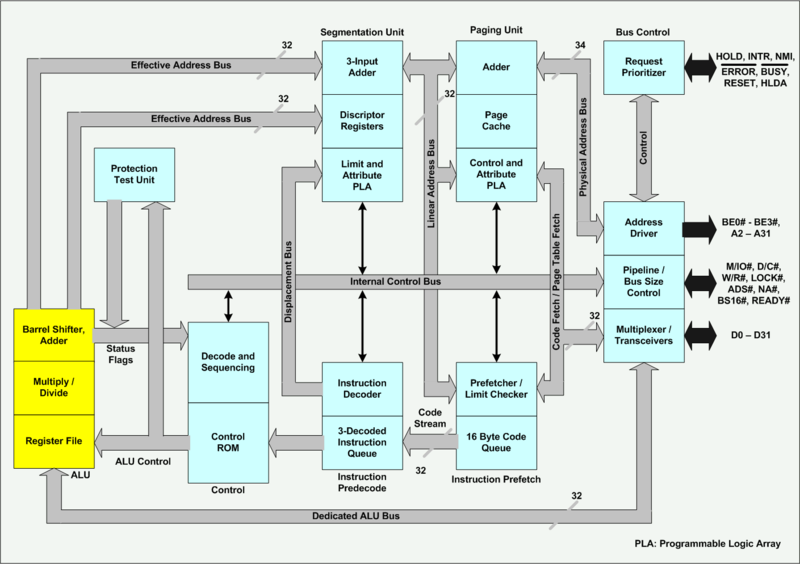 Segmentation Unit
Paging Unit
Bus Control
32
34
Effective Address Bus
3-Input
Adder
Adder
Request
Prioritizer
HOLD, INTR, NMI,
ERROR, BUSY,
RESET, HLDA
32
32
Effective Address Bus
Discriptor
Registers
Page
Cache
Physical Address Bus
Control
Protection
Test Unit
Limit and
Attribute
PLA
Linear Address Bus
Control and
Attribute
PLA
Address
Driver
BE0# - BE3#,
A2 – A31
Displacement Bus
Code Fetch / Page Table Fetch
Internal Control Bus
Pipeline /
Bus Size
Control
M/IO#, D/C#,
W/R#, LOCK#,
ADS#, NA#,
BS16#, READY#
32
Barrel Shifter,
Adder
Status
Flags
Decode and
Sequencing
Multiplexer /
Transceivers
D0 – D31
Multiply /
Divide
Instruction
Decoder
Prefetcher /
Limit Checker
Code
Stream
Register File
Control
ROM
3-Decoded
Instruction
Queue
16 Byte Code
Queue
ALU
ALU Control
32
Control
Instruction
Predecode
Instruction Prefetch
32
Dedicated ALU Bus
PLA: Programmable Logic Array